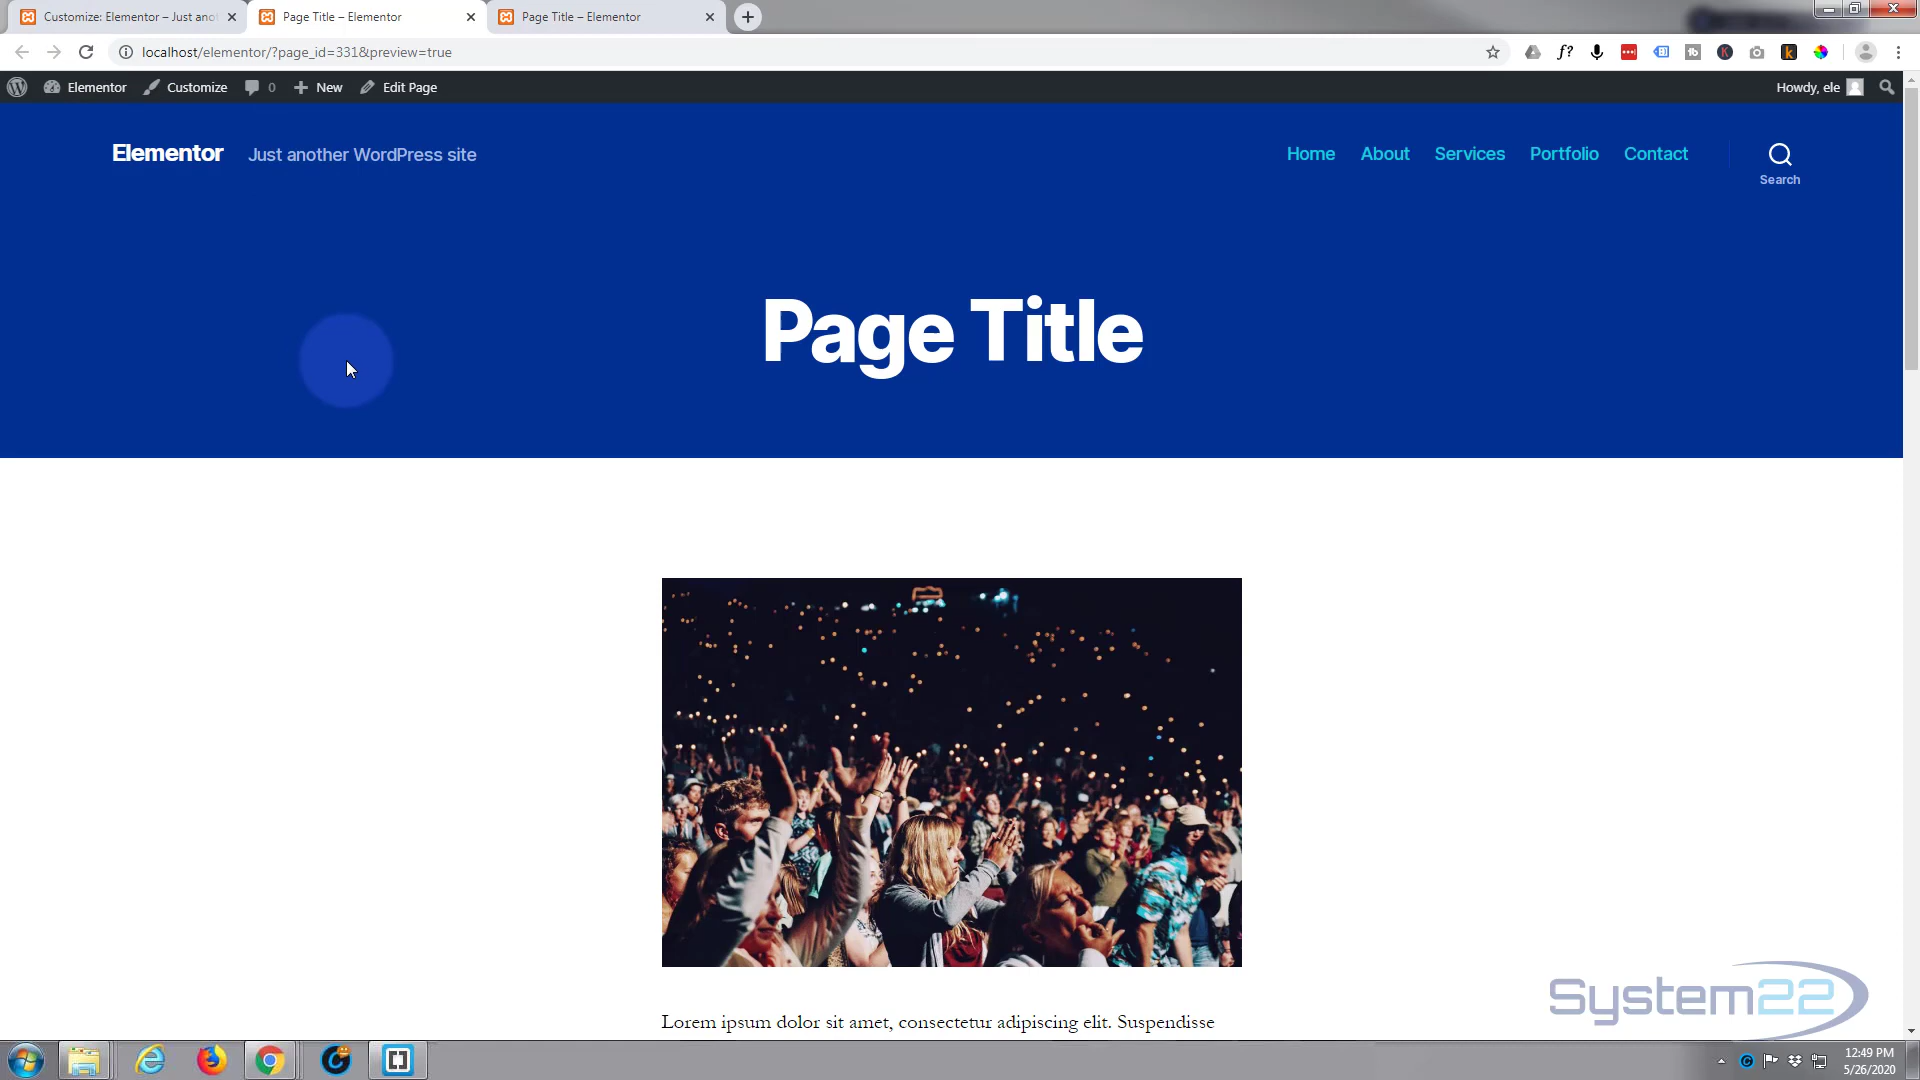 Customize: Elementor – Just ano
Page Title – Elementor
Page Title – Elementor
localhost/elementor/?page_id=331&preview=true
Elementor
Customize
0
New
Edit Page
Howdy, ele
Elementor
Just another WordPress site
Home
About
Services
Portfolio
Contact
Search
Page Title
Lorem ipsum dolor sit amet, consectetur adipiscing elit. Suspendisse
System22
12:49 PM
5/26/2020